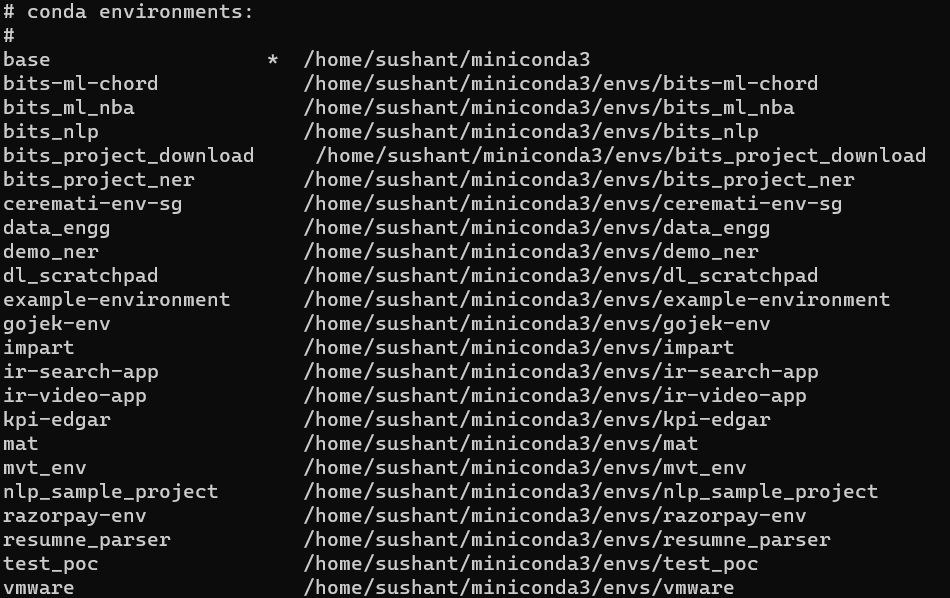 # conda environments:
#
base                  *  /home/sushant/miniconda3
bits-ml-chord            /home/sushant/miniconda3/envs/bits-ml-chord
bits_ml_nba              /home/sushant/miniconda3/envs/bits_ml_nba
bits_nlp                 /home/sushant/miniconda3/envs/bits_nlp
bits_project_download     /home/sushant/miniconda3/envs/bits_project_download
bits_project_ner         /home/sushant/miniconda3/envs/bits_project_ner
ceremati-env-sg          /home/sushant/miniconda3/envs/ceremati-env-sg
data_engg                /home/sushant/miniconda3/envs/data_engg
demo_ner                 /home/sushant/miniconda3/envs/demo_ner
dl_scratchpad            /home/sushant/miniconda3/envs/dl_scratchpad
example-environment      /home/sushant/miniconda3/envs/example-environment
gojek-env                /home/sushant/miniconda3/envs/gojek-env
impart                   /home/sushant/miniconda3/envs/impart
ir-search-app            /home/sushant/miniconda3/envs/ir-search-app
ir-video-app             /home/sushant/miniconda3/envs/ir-video-app
kpi-edgar                /home/sushant/miniconda3/envs/kpi-edgar
mat                      /home/sushant/miniconda3/envs/mat
mvt_env                  /home/sushant/miniconda3/envs/mvt_env
nlp_sample_project       /home/sushant/miniconda3/envs/nlp_sample_project
razorpay-env             /home/sushant/miniconda3/envs/razorpay-env
resumne_parser           /home/sushant/miniconda3/envs/resumne_parser
test_poc                 /home/sushant/miniconda3/envs/test_poc
vmware                   /home/sushant/miniconda3/envs/vmware